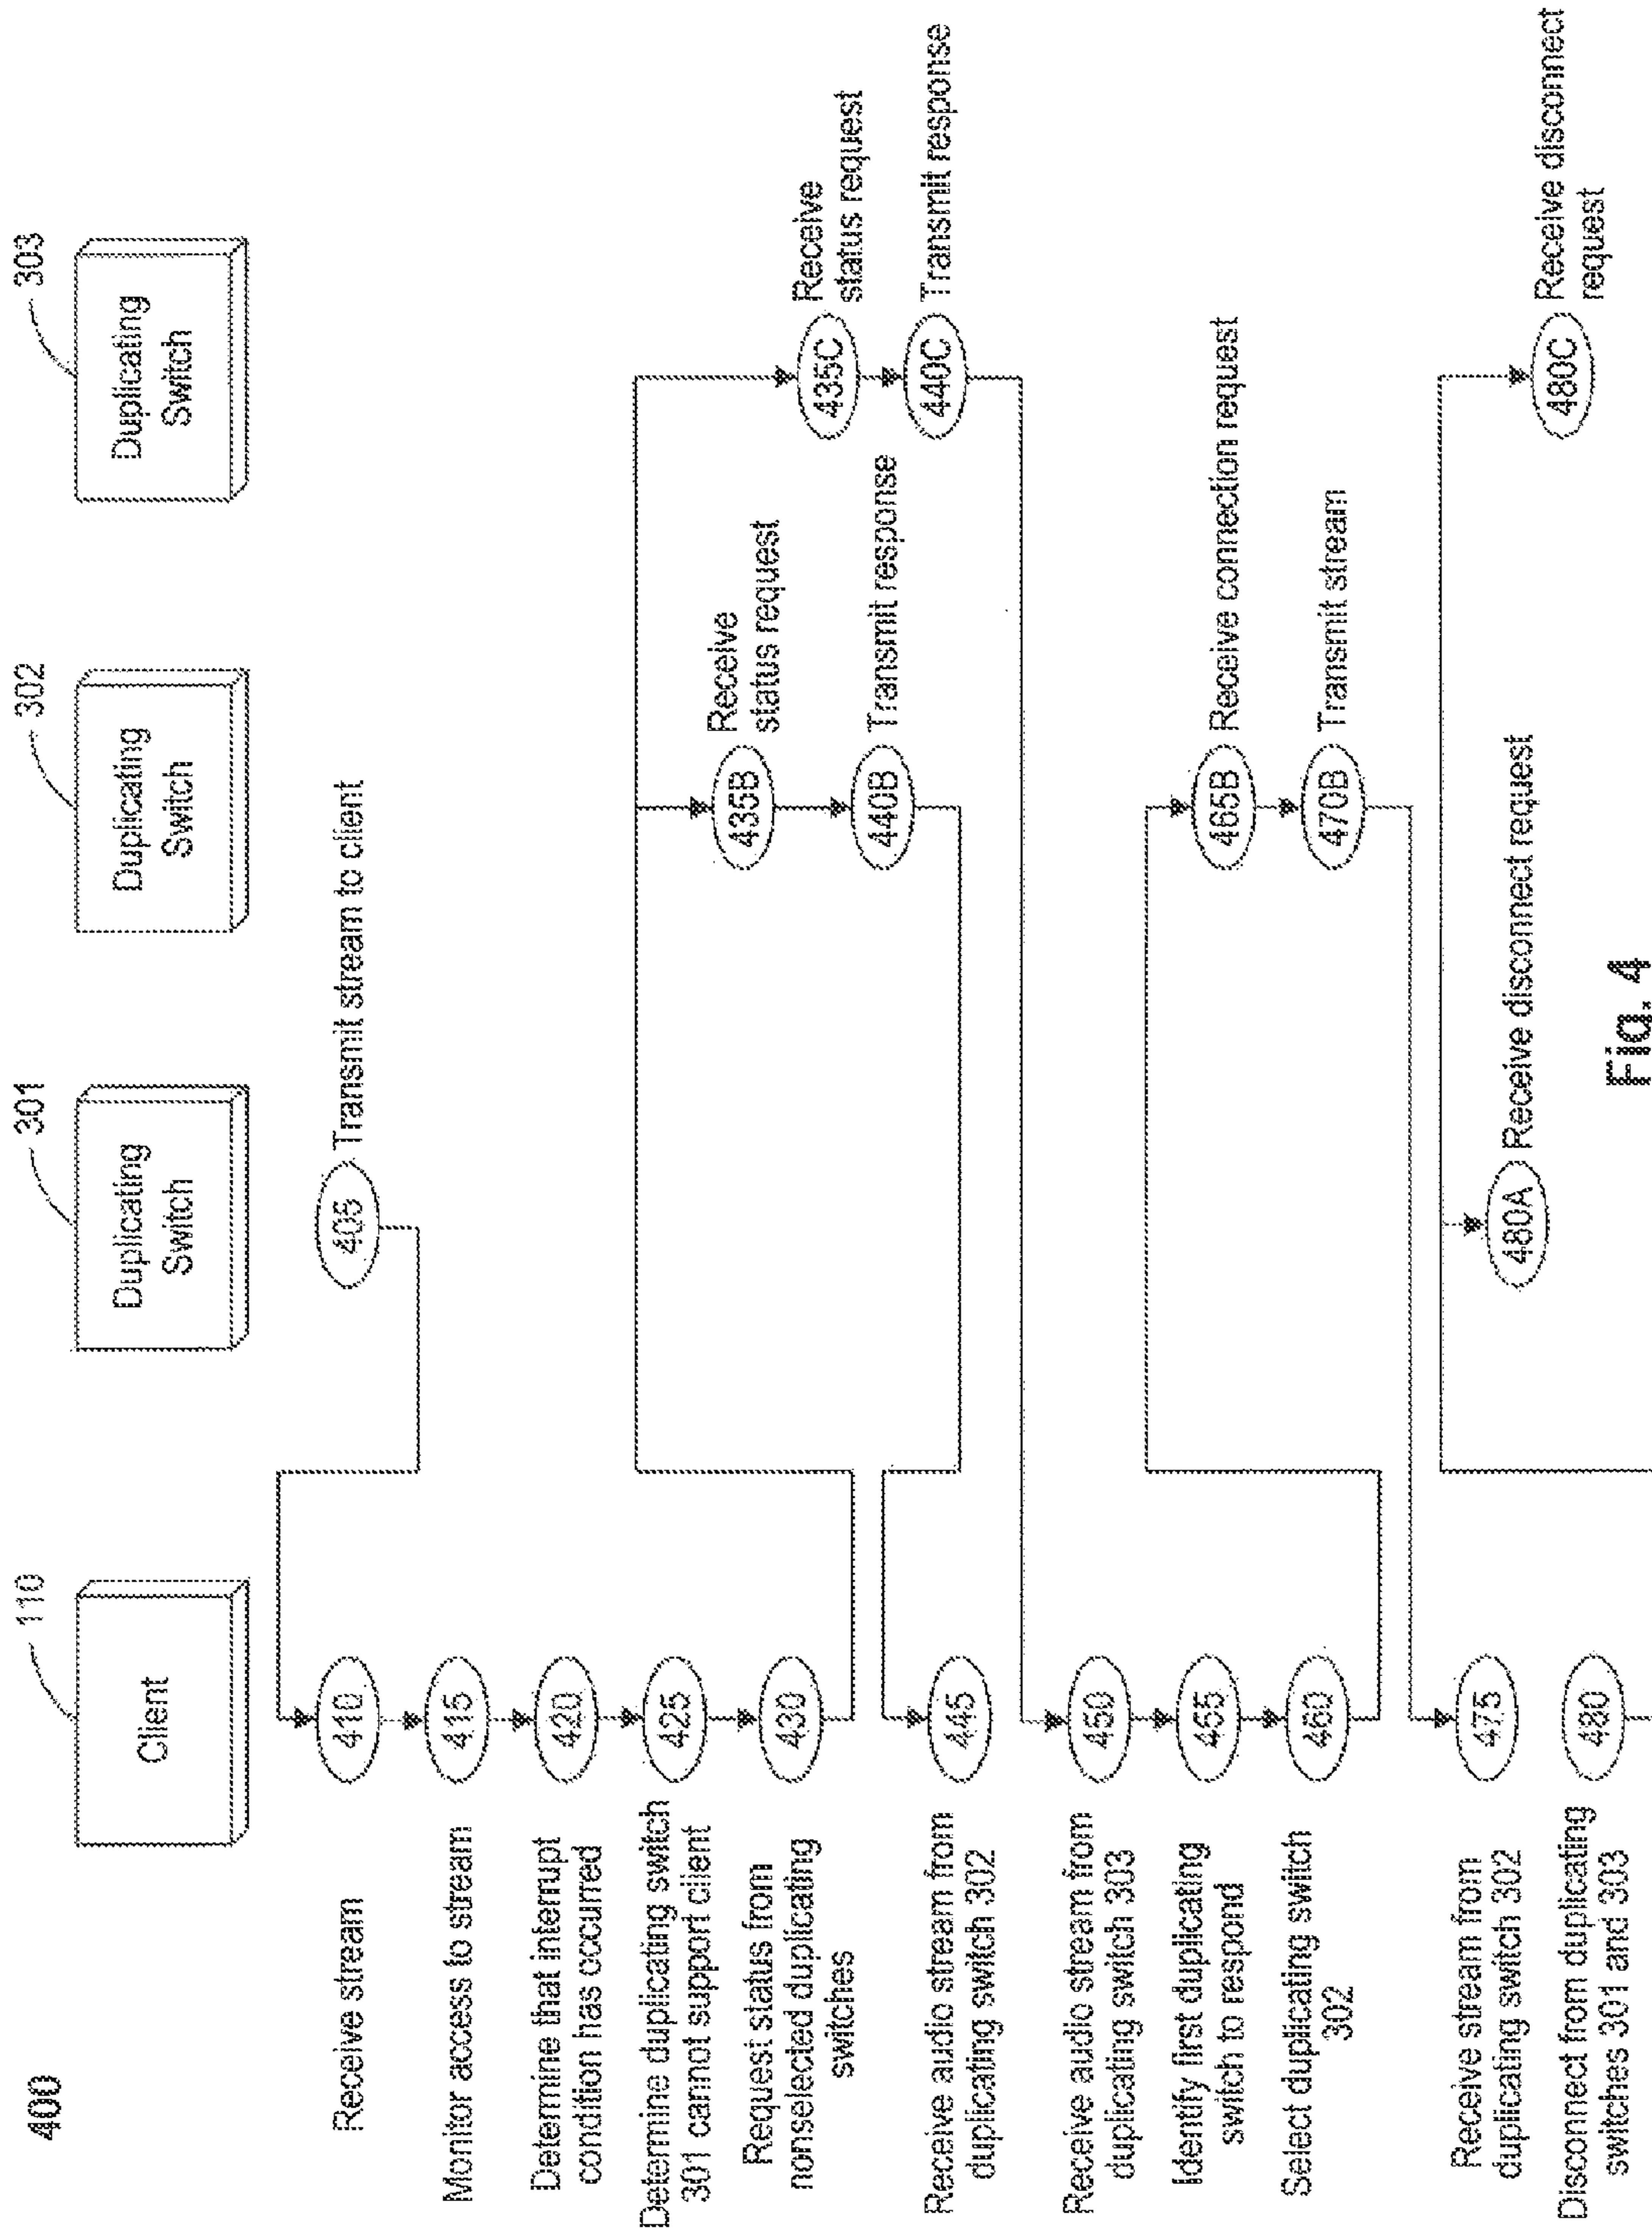 400
110
301
302
303
Client
Duplicating
Switch
Duplicating
Switch
Duplicating
Switch
405 Transmit stream to client
Receive stream
410
Monitor access to stream
415
Determine that interrupt
condition has occurred
420
Determine duplicating switch
301 cannot support client
425
Request status from
nonselected duplicating
switches
430
435B
Receive
status request
435C
Receive
status request
440B Transmit response
440C Transmit response
Receive audio stream from
duplicating switch 302
445
Receive audio stream from
duplicating switch 303
450
Identify first duplicating
switch to respond
455
Select duplicating switch
302
460
465B Receive connection request
470B Transmit stream
Receive stream from
duplicating switch 302
475
Disconnect from duplicating
switches 301 and 303
480
480A Receive disconnect request
480C
Receive disconnect
request
Fig. 4